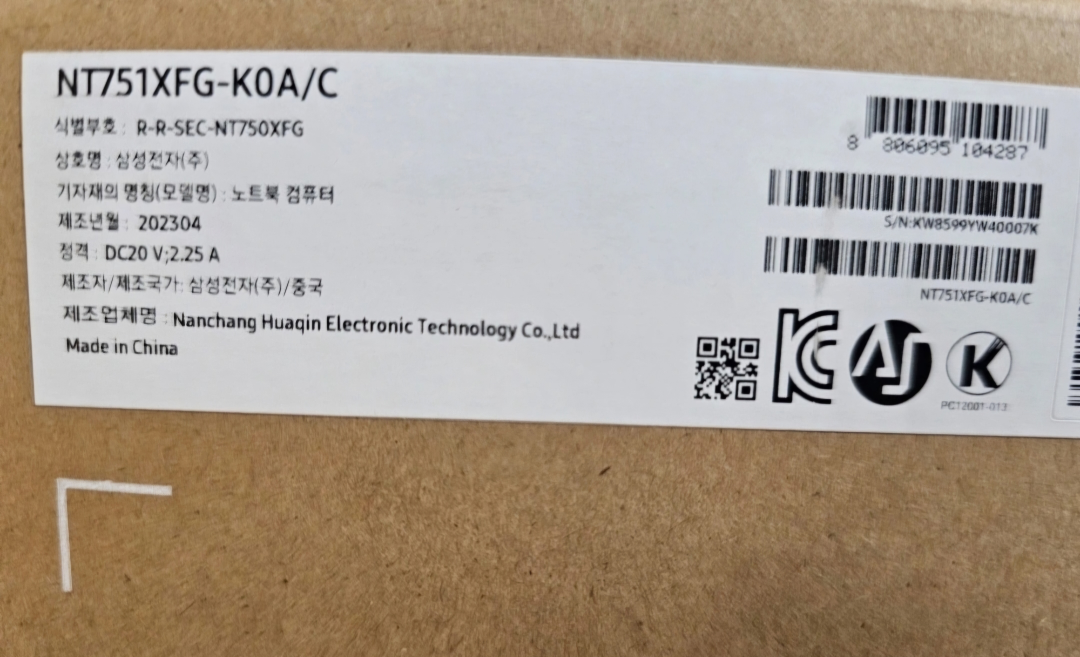 NT751XFG-K0A/C
식별부호 : R-R-SEC-NT750XFG
상호명 : 삼성전자(주)
기자재의 명칭(모델명) : 노트북 컴퓨터
제조년월 : 202304
정격 : DC20 V;2.25 A
제조자/제조국가: 삼성전자(주)/중국
제조업체명 : Nanchang Huaqin Electronic Technology Co.,Ltd
Made in China
8 806095 104287
S/N:KW8599YW40007K
NT751XFG-K0A/C
K